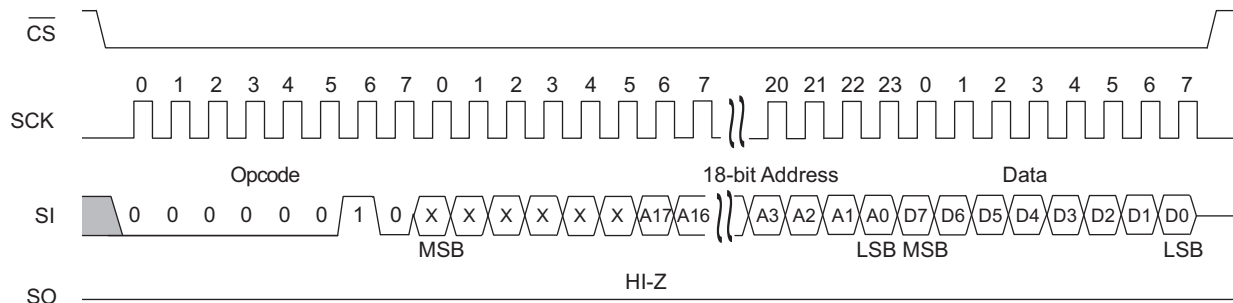 CS
0 1 2 3 4 5 6 7 0 1 2 3 4 5 6 7 20 21 22 23 0 1 2 3 4 5 6 7
SCK
Opcode 18-bit Address Data
SI 0 0 0 0 0 0 1 0 X X X X X X A17 A16 A3 A2 A1 A0 D7 D6 D5 D4 D3 D2 D1 D0
MSB LSB MSB LSB
HI-Z
SO